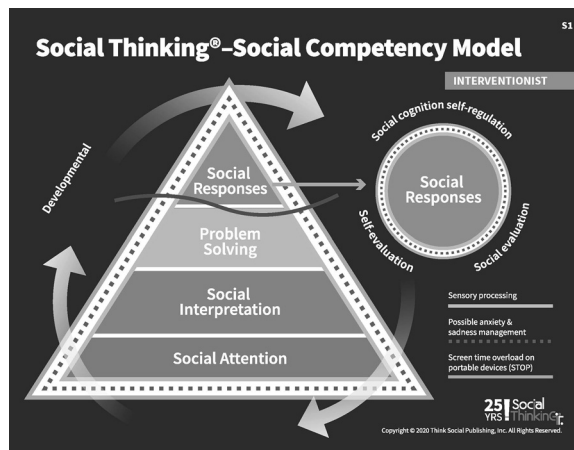 S1
Social Thinking®–Social Competency Model
INTERVENTIONIST
Developmental
Social
Responses
Problem
Solving
Social
Interpretation
Social Attention
Social cognition self-regulation
Social
Responses
Self-evaluation
Social evaluation
Sensory processing
Possible anxiety &
sadness management
Screen time overload on
portable devices (STOP)
25 YRS! Social
Thinking
Copyright © 2020 Think Social Publishing, Inc. All Rights Reserved.